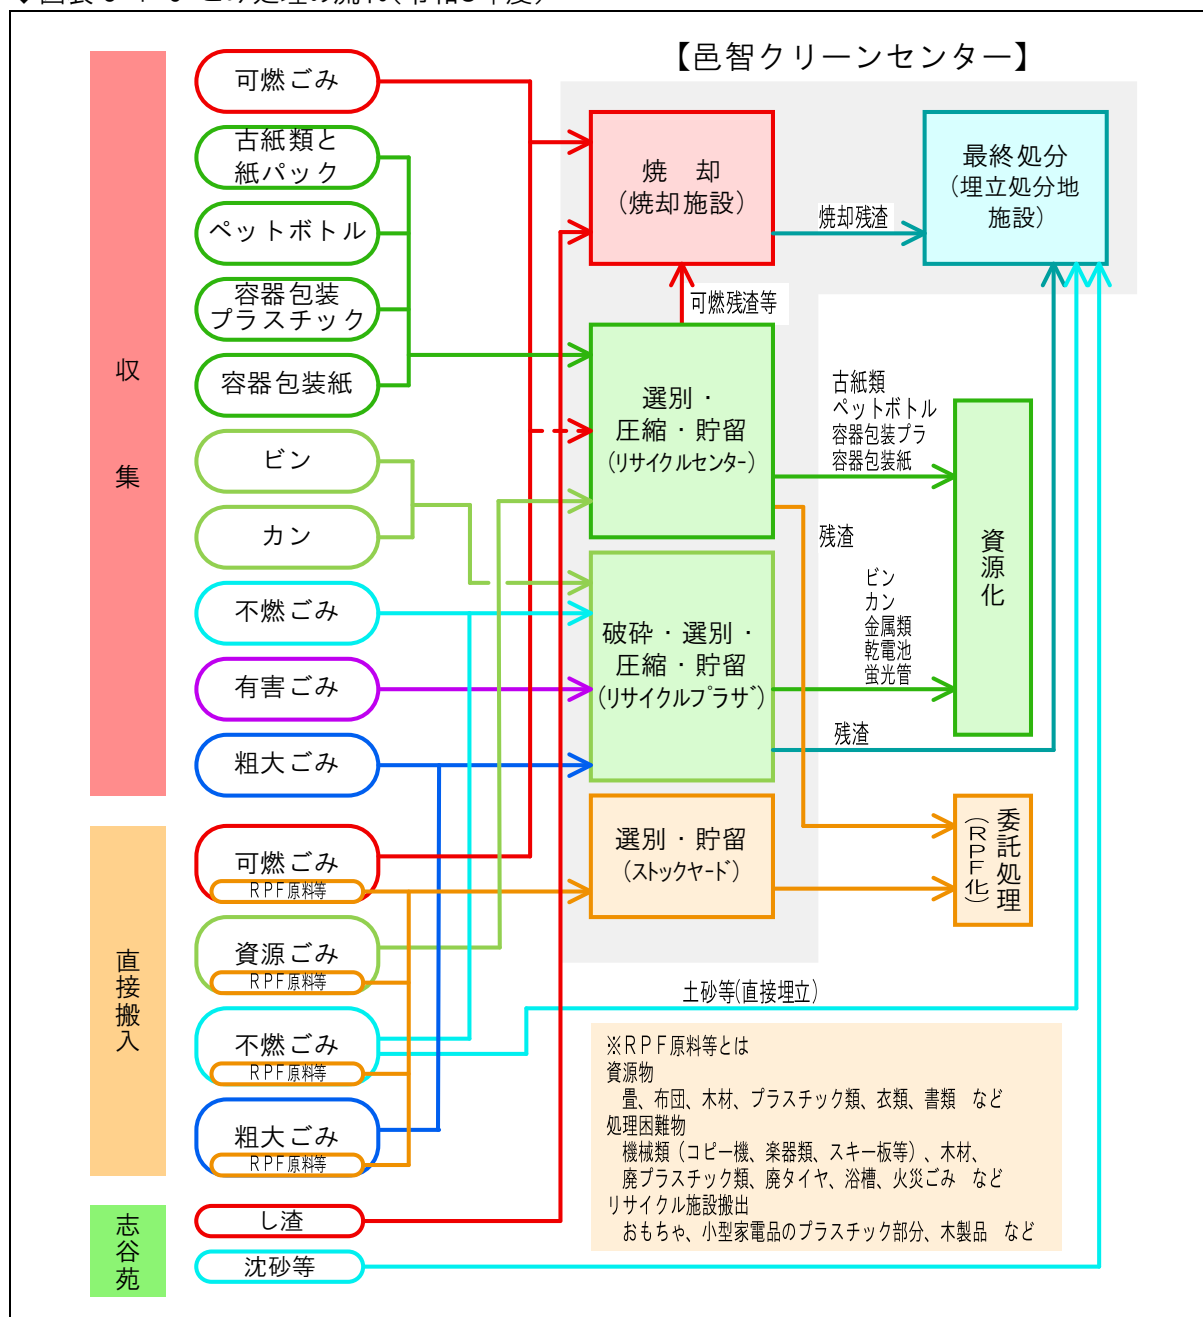 【邑智クリーンセンター】
収集
可燃ごみ
古紙類と
紙パック
ペットボトル
容器包装
プラスチック
容器包装紙
ビン
カン
不燃ごみ
有害ごみ
粗大ごみ
直接搬入
可燃ごみ
RPF原料等
資源ごみ
RPF原料等
不燃ごみ
RPF原料等
粗大ごみ
RPF原料等
志谷苑
し渣
沈砂等
焼　却
(焼却施設)
焼却残渣
最終処分
(埋立処分地
施設)
可燃残渣等
選別・
圧縮・貯留
(リサイクルセンター)
古紙類
ペットボトル
容器包装プラ
容器包装紙
残渣
資源化
破砕・選別・
圧縮・貯留
(リサイクルプラザ)
ビン
カン
金属類
乾電池
蛍光管
残渣
選別・貯留
(ストックヤード)
委託処理
(RPF化)
土砂等(直接埋立)
※RPF原料等とは
資源物
畳、布団、木材、プラスチック類、衣類、書類　など
処理困難物
機械類（コピー機、楽器類、スキー板等）、木材、
廃プラスチック類、廃タイヤ、浴槽、火災ごみ　など
リサイクル施設搬出
おもちゃ、小型家電品のプラスチック部分、木製品　など